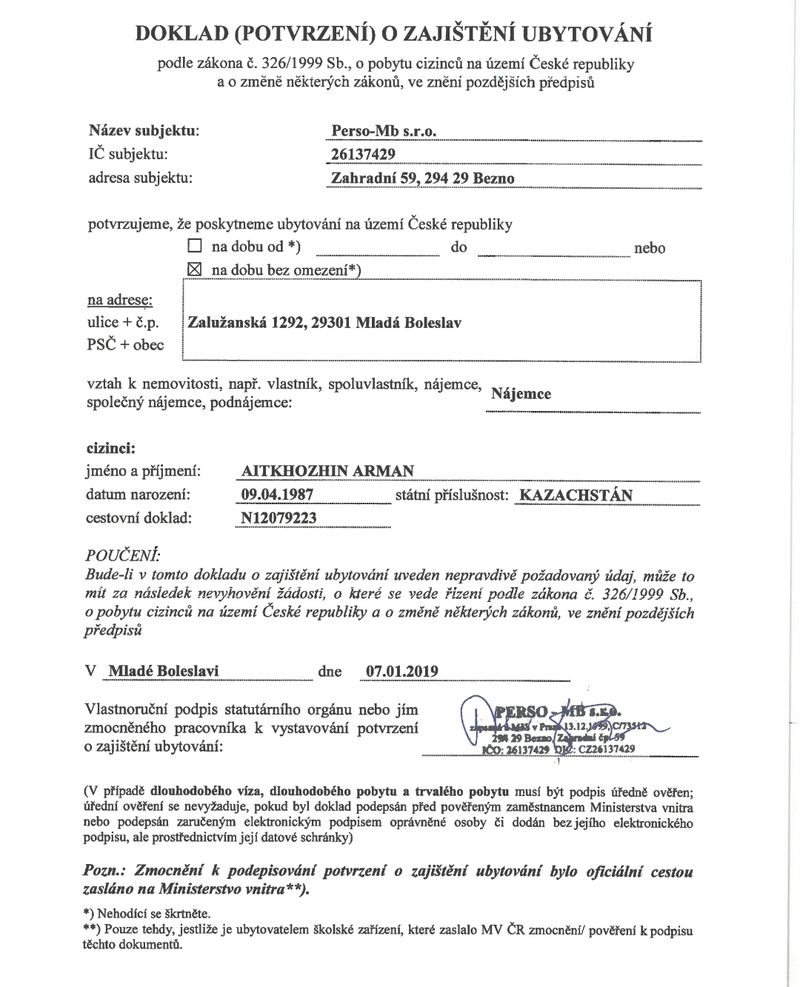 DOKLAD (POTVRZENÍ) O ZAJIŠTĚNÍ UBYTOVÁNÍ
podle zákona č. 326/1999 Sb., o pobytu cizinců na území České republiky
a o změně některých zákonů, ve znění pozdějších předpisů
Název subjektu: Perso-Mb s.r.o.
IČ subjektu: 26137429
adresa subjektu: Zahradní 59, 294 29 Bezno
potvrzujeme, že poskytneme ubytování na území České republiky
☐ na dobu od *) do nebo
☒ na dobu bez omezení*)
na adrese:
ulice + č.p. Zalužanská 1292, 29301 Mladá Boleslav
PSČ + obec
vztah k nemovitosti, např. vlastník, spoluvlastník, nájemce, Nájemce
společný nájemce, podnájemce:
cizinci:
jméno a příjmení: AITKHOZHIN ARMAN
datum narození: 09.04.1987 státní příslušnost: KAZACHSTÁN
cestovní doklad: N12079223
POUČENÍ:
Bude-li v tomto dokladu o zajištění ubytování uveden nepravdivě požadovaný údaj, může to
mít za následek nevyhovění žádosti, o které se vede řízení podle zákona č. 326/1999 Sb.,
o pobytu cizinců na území České republiky a o změně některých zákonů, ve znění pozdějších
předpisů
V Mladé Boleslavi dne 07.01.2019
Vlastnoruční podpis statutárního orgánu nebo jím
zmocněného pracovníka k vystavování potvrzení
o zajištění ubytování:
PERSO - MB s.r.o.
v 13.12.1999, C/73512
294 29 Bezno, Zahradní čp. 59
IČO: 26137429 DIČ: CZ26137429
(V případě dlouhodobého víza, dlouhodobého pobytu a trvalého pobytu musí být podpis úředně ověřen;
úřední ověření se nevyžaduje, pokud byl doklad podepsán před pověřeným zaměstnancem Ministerstva vnitra
nebo podepsán zaručeným elektronickým podpisem oprávněné osoby či dodán bez jejího elektronického
podpisu, ale prostřednictvím její datové schránky)
Pozn.: Zmocnění k podepisování potvrzení o zajištění ubytování bylo oficiální cestou
zasláno na Ministerstvo vnitra**).
*) Nehodící se škrtněte.
**) Pouze tehdy, jestliže je ubytovatelem školské zařízení, které zaslalo MV ČR zmocnění/ pověření k podpisu
těchto dokumentů.